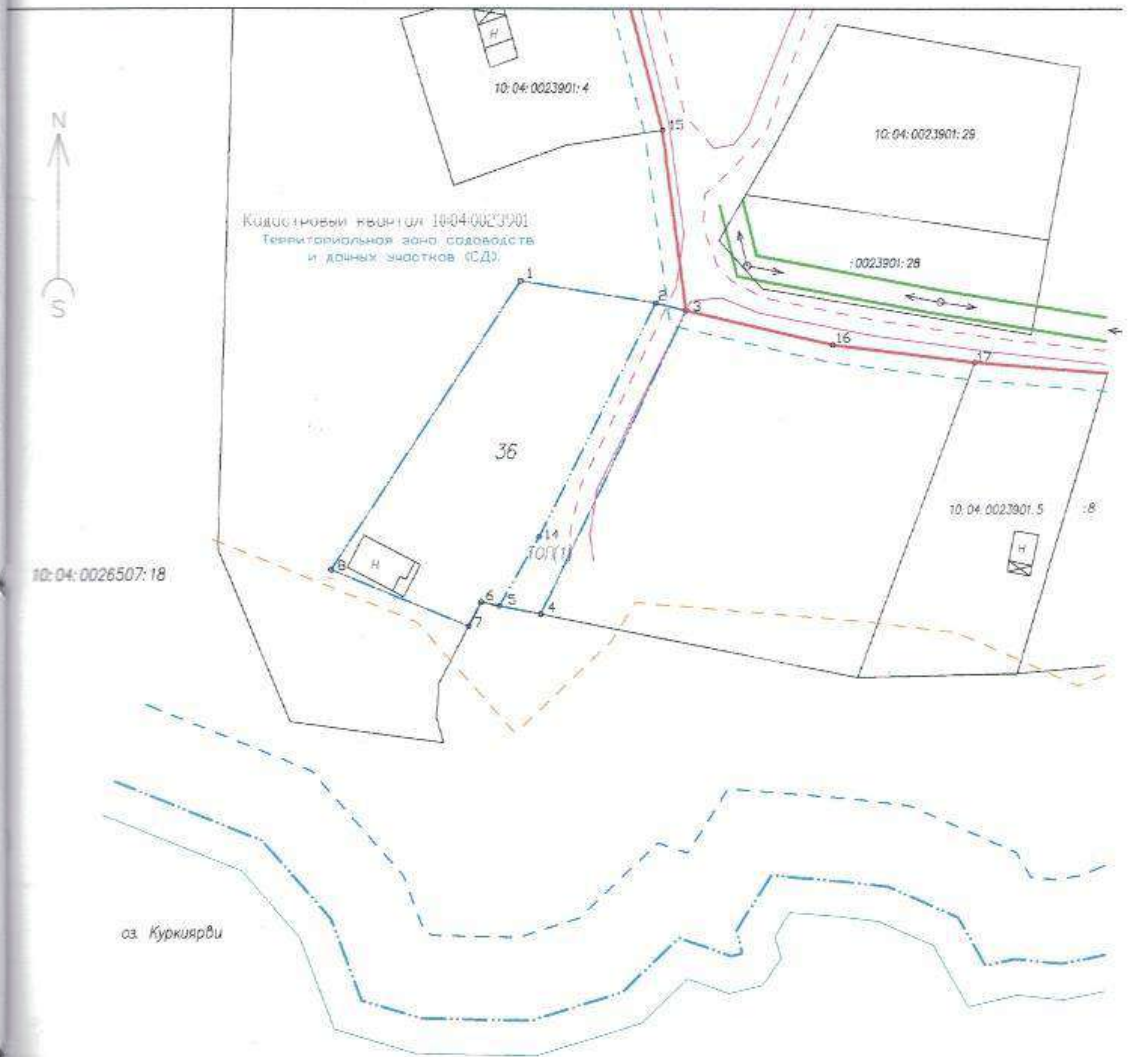 Н
10:04:0023901:4
15
10:04:0023901:29
N
Кадастровый квартал 10:04:0023901
Территориальная зона садоводств
и дачных участков (СД).
:0023901:28
S
1
2
3
16
17
36
10:04:0023901:5
:8
14
ТОП(1)
Н
Н
8
10:04:0026507:18
6
5
4
7
оз. Куркиярви